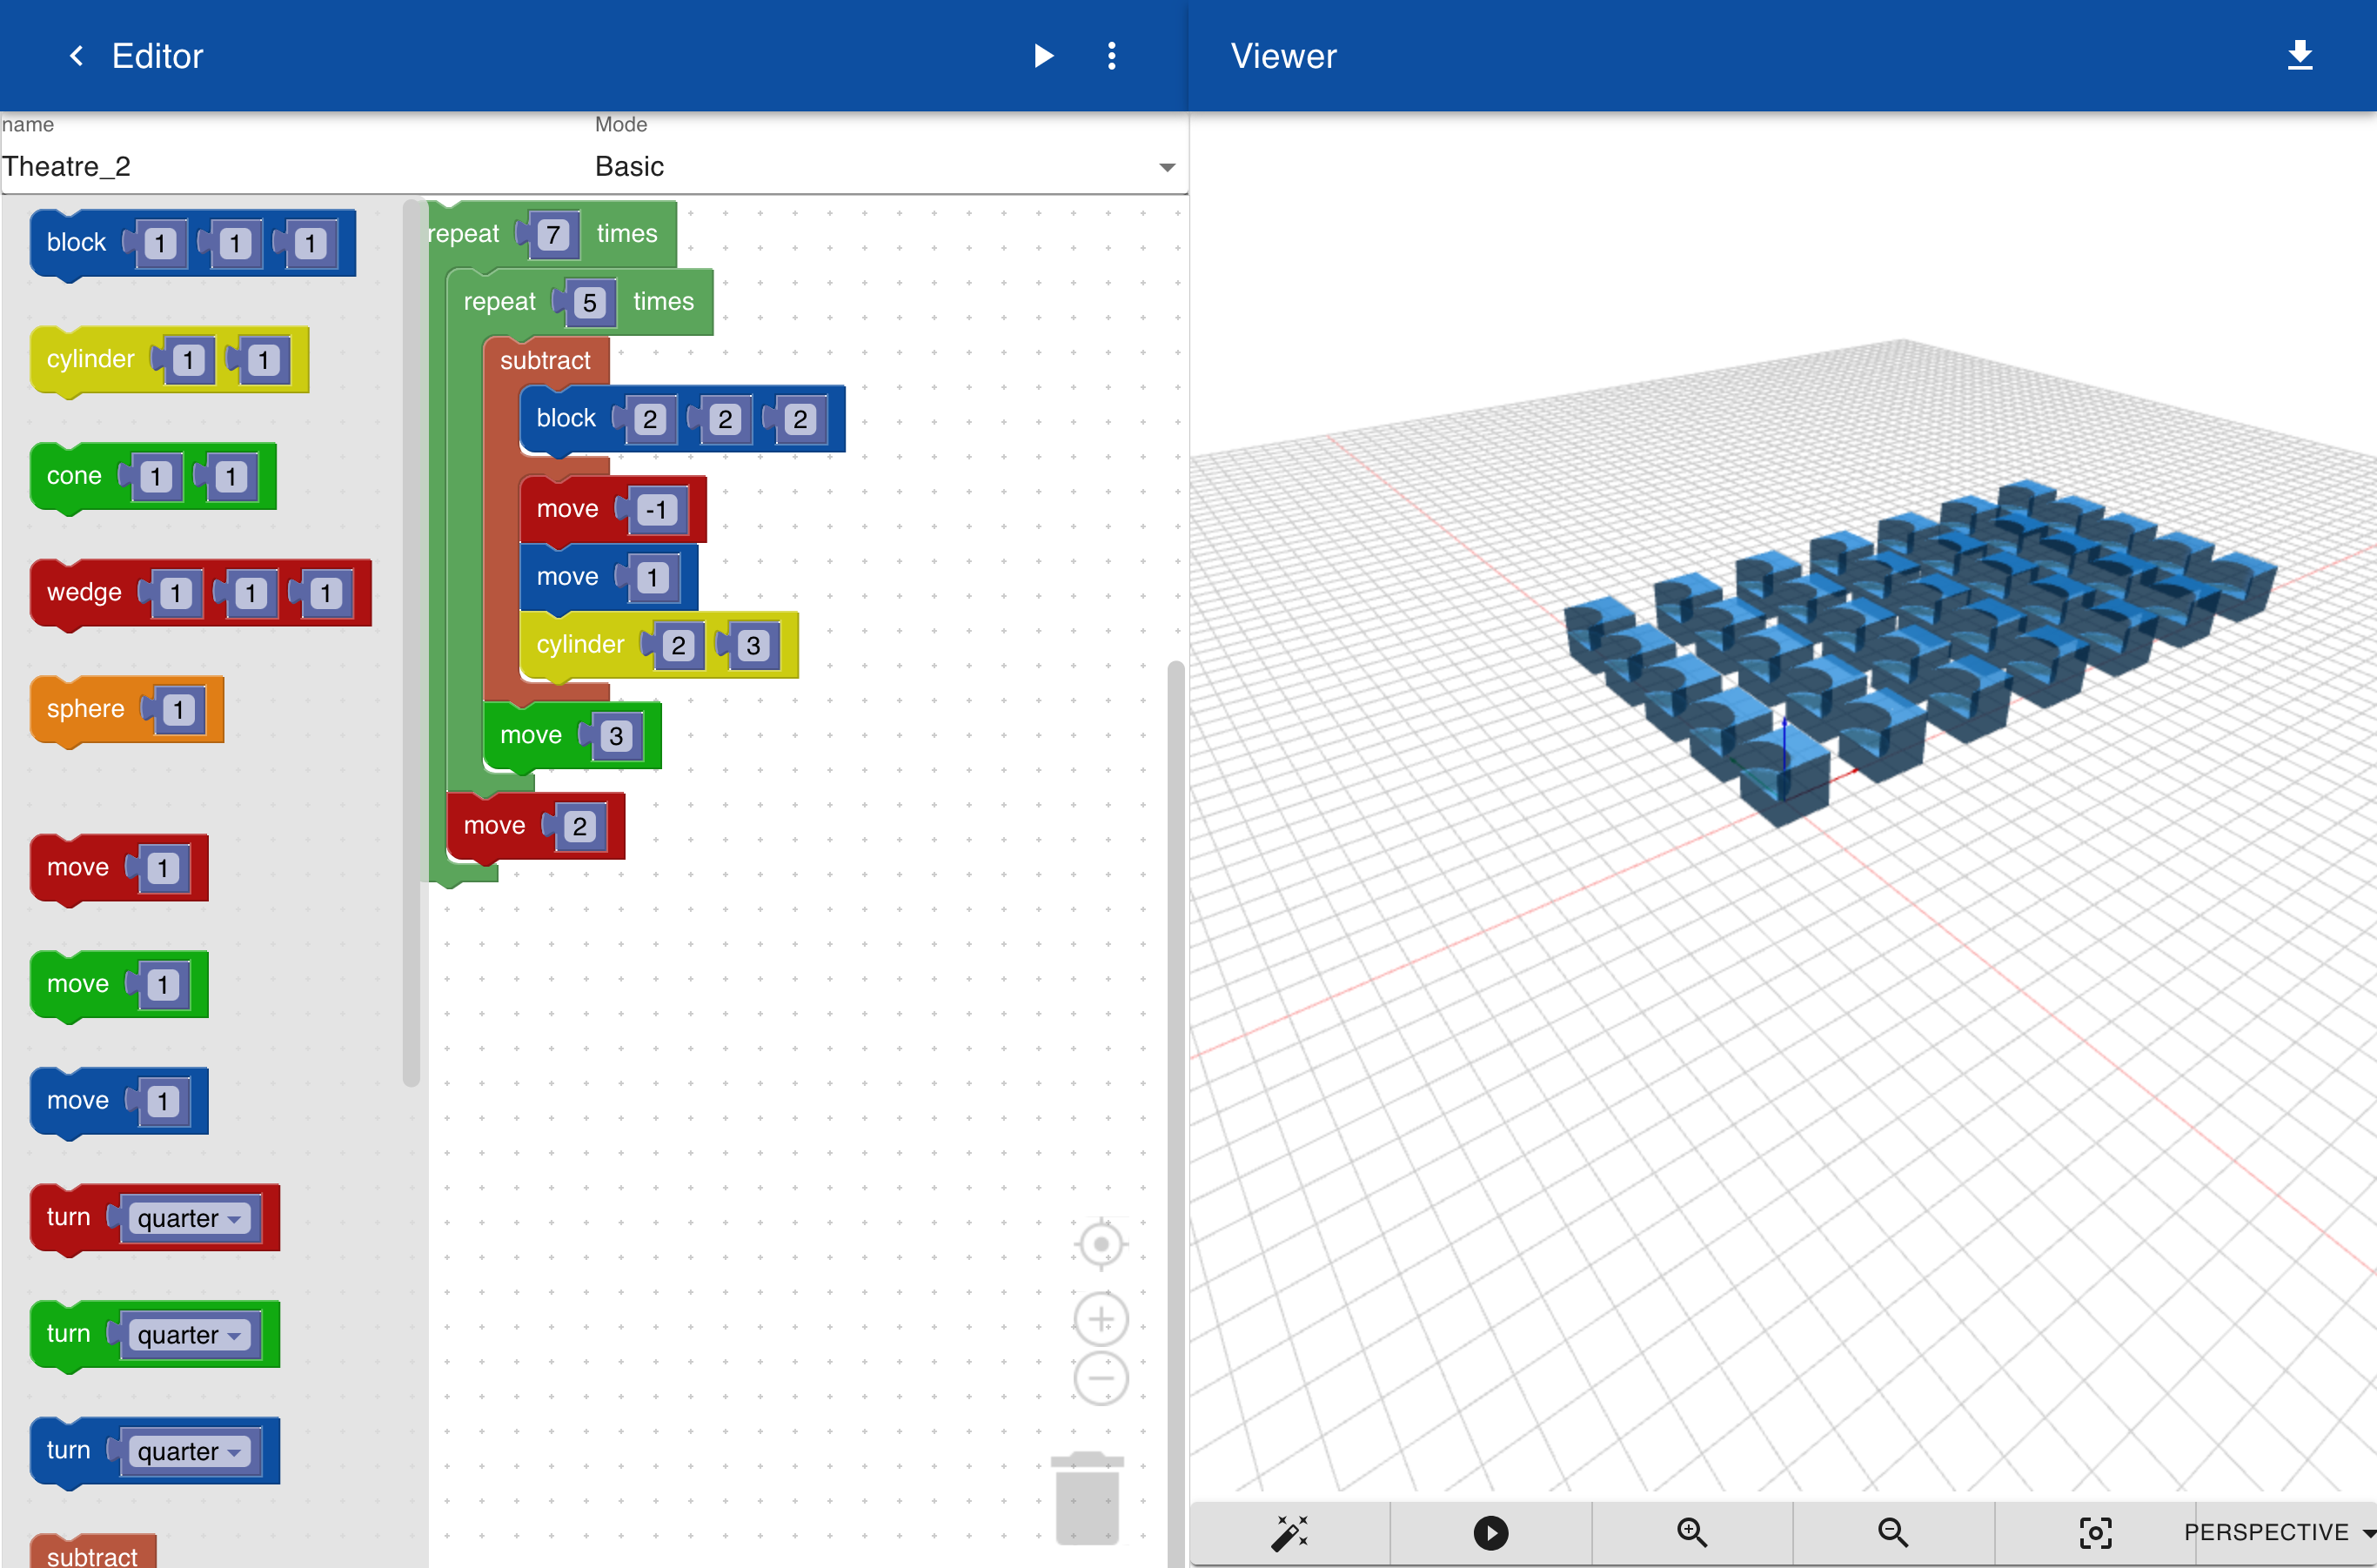 Editor
Viewer
name
Mode
Theatre_2
Basic
block 1 1 1
cylinder 1 1
cone 1 1
wedge 1 1 1
sphere 1
move 1
move 1
move 1
turn quarter
turn quarter
turn quarter
subtract
repeat 7 times
repeat 5 times
subtract
block 2 2 2
move -1
move 1
cylinder 2 3
move 3
move 2
PERSPECTIVE